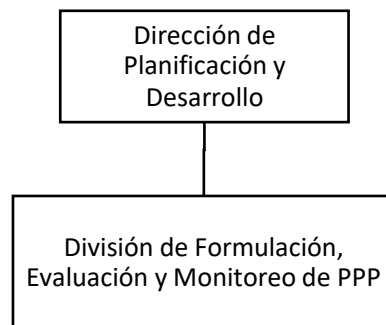 Dirección de
Planificación y
Desarrollo
División de Formulación,
Evaluación y Monitoreo de PPP